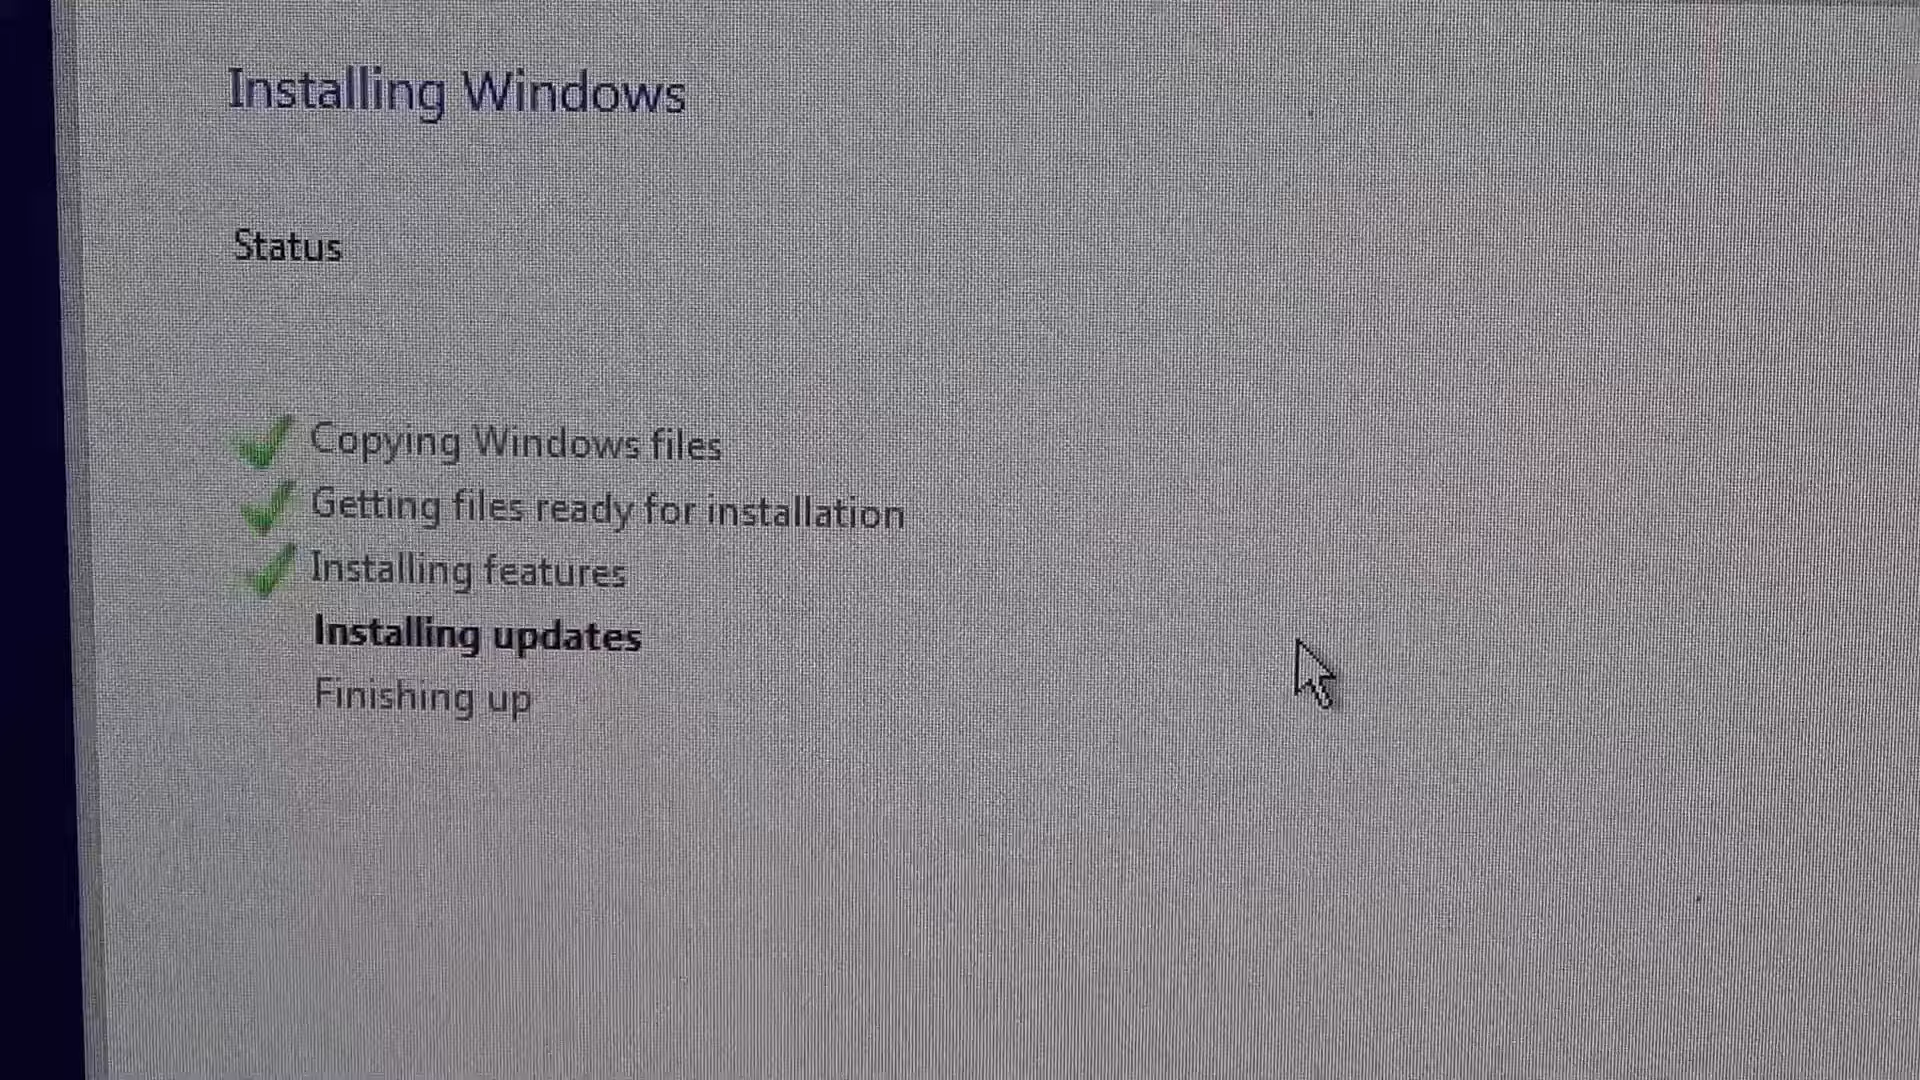 Installing Windows
Status
Copying Windows files
Getting files ready for installation
Installing features
Installing updates
Finishing up